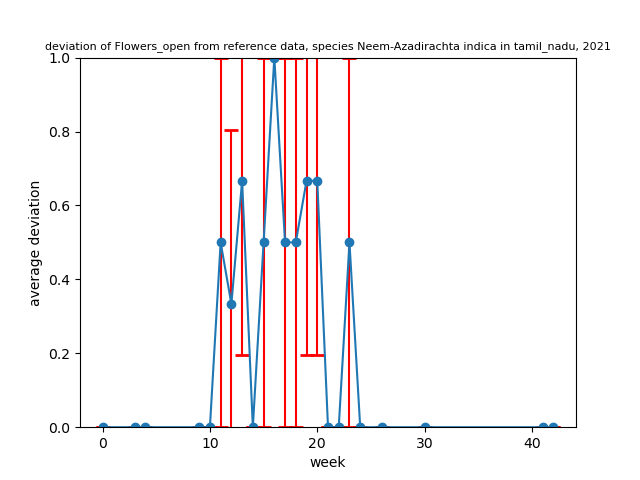 deviation of Flowers_open from reference data, species Neem-Azadirachta indica in tamil_nadu, 2021
1.0
0.8
0.6
0.4
0.2
0.0
average deviation
0 10 20 30 40
week